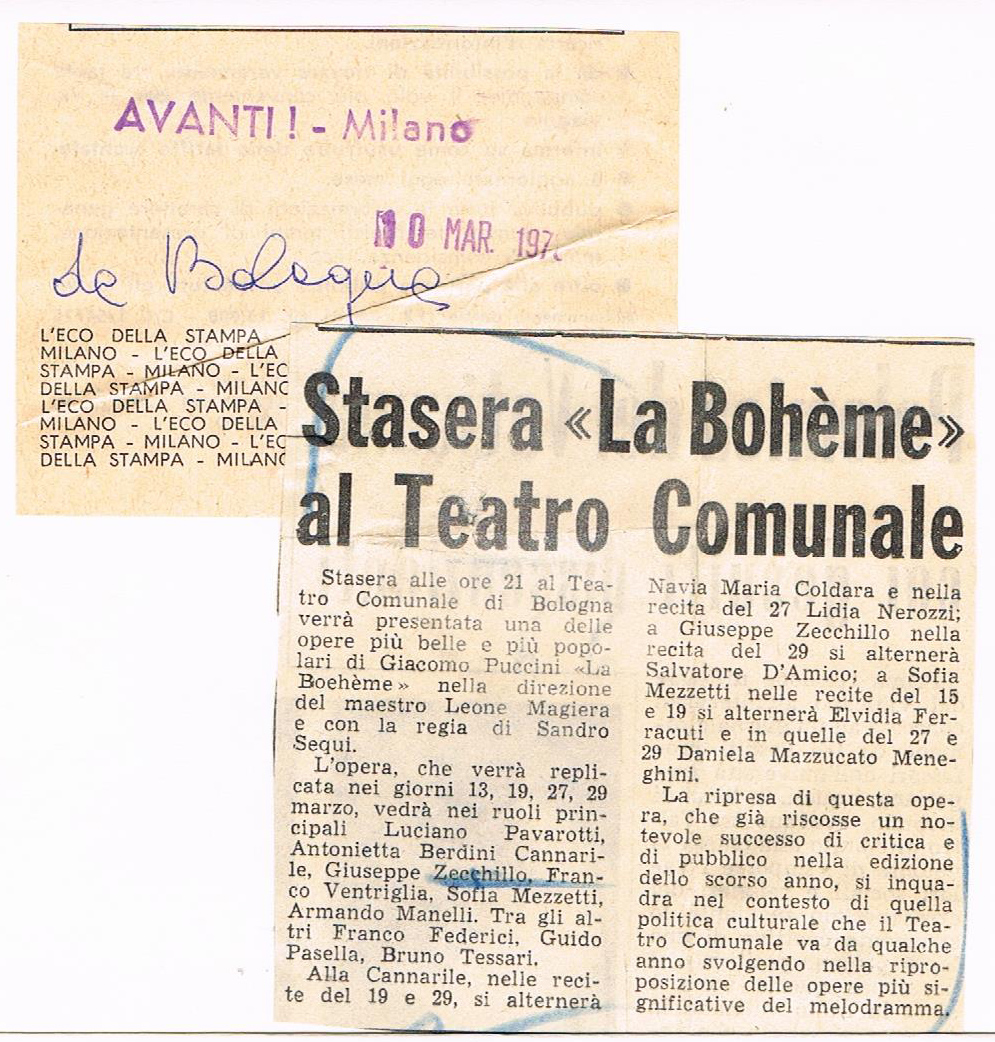 AVANTI! - Milano
10 MAR. 197
da Bologna
L'ECO DELLA STAMPA -
MILANO - L'ECO DELLA
STAMPA - MILANO - L'EC
DELLA STAMPA - MILANO
L'ECO DELLA STAMPA -
MILANO - L'ECO DELLA
STAMPA - MILANO - L'EC
DELLA STAMPA - MILANO
Stasera «La Bohème»
al Teatro Comunale
Stasera alle ore 21 al Tea-
tro Comunale di Bologna
verrà presentata una delle
opere più belle e più popo-
lari di Giacomo Puccini «La
Boehème» nella direzione
del maestro Leone Magiera
e con la regia di Sandro
Sequi.
L'opera, che verrà repli-
cata nei giorni 13, 19, 27, 29
marzo, vedrà nei ruoli prin-
cipali Luciano Pavarotti,
Antonietta Berdini Cannari-
le, Giuseppe Zecchillo, Fran-
co Ventriglia, Sofia Mezzetti,
Armando Manelli. Tra gli al-
tri Franco Federici, Guido
Pasella, Bruno Tessari.
Alla Cannarile, nelle reci-
te del 19 e 29, si alternerà
Navia Maria Coldara e nella
recita del 27 Lidia Nerozzi;
a Giuseppe Zecchillo nella
recita del 29 si alternerà
Salvatore D'Amico; a Sofia
Mezzetti nelle recite del 15
e 19 si alternerà Elvidia Fer-
racuti e in quelle del 27 e
29 Daniela Mazzucato Mene-
ghini.
La ripresa di questa ope-
ra, che già riscosse un no-
tevole successo di critica e
di pubblico nella edizione
dello scorso anno, si inqua-
dra nel contesto di quella
politica culturale che il Tea-
tro Comunale va da qualche
anno svolgendo nella ripro-
posizione delle opere più si-
gnificative del melodramma.